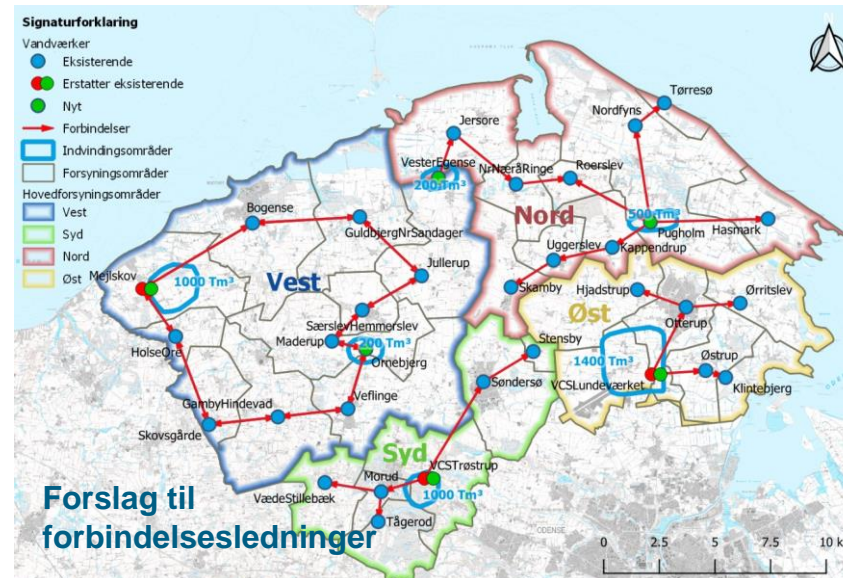 Signaturforklaring
Vandværker
Eksisterende
Erstatter eksisterende
Nyt
Forbindelser
Indvindingsområder
Forsyningsområder
Hovedforsyningsområder
Vest
Syd
Nord
Øst
Tørresø
Nordfyns
Jersore
VesterEgense
200 Tm³
NrNæråRinge
Roerslev
Nord
500 Tm³
Pugholm
Hasmark
Bogense
GuldbjergNrSandager
Uggerslev
Kappendrup
Jullerup
Skamby
Mejlskov
1000 Tm³
Vest
Øst
Hjadstrup
Ørritslev
Otterup
SærslevHemmerslev
Maderup
200 Tm³
Ørnebjerg
HolseOre
Stensby
1400 Tm³
Østrup
VCSLundeværket
Klintebjerg
Søndersø
Veflinge
GambyHindevad
Skovsgårde
Syd
VCSTrøstrup
Morud
1000 Tm³
VædeStillebæk
Tågerod
Forslag til
forbindelsesledninger
ODENSE
0 2.5 5 7.5 10 k